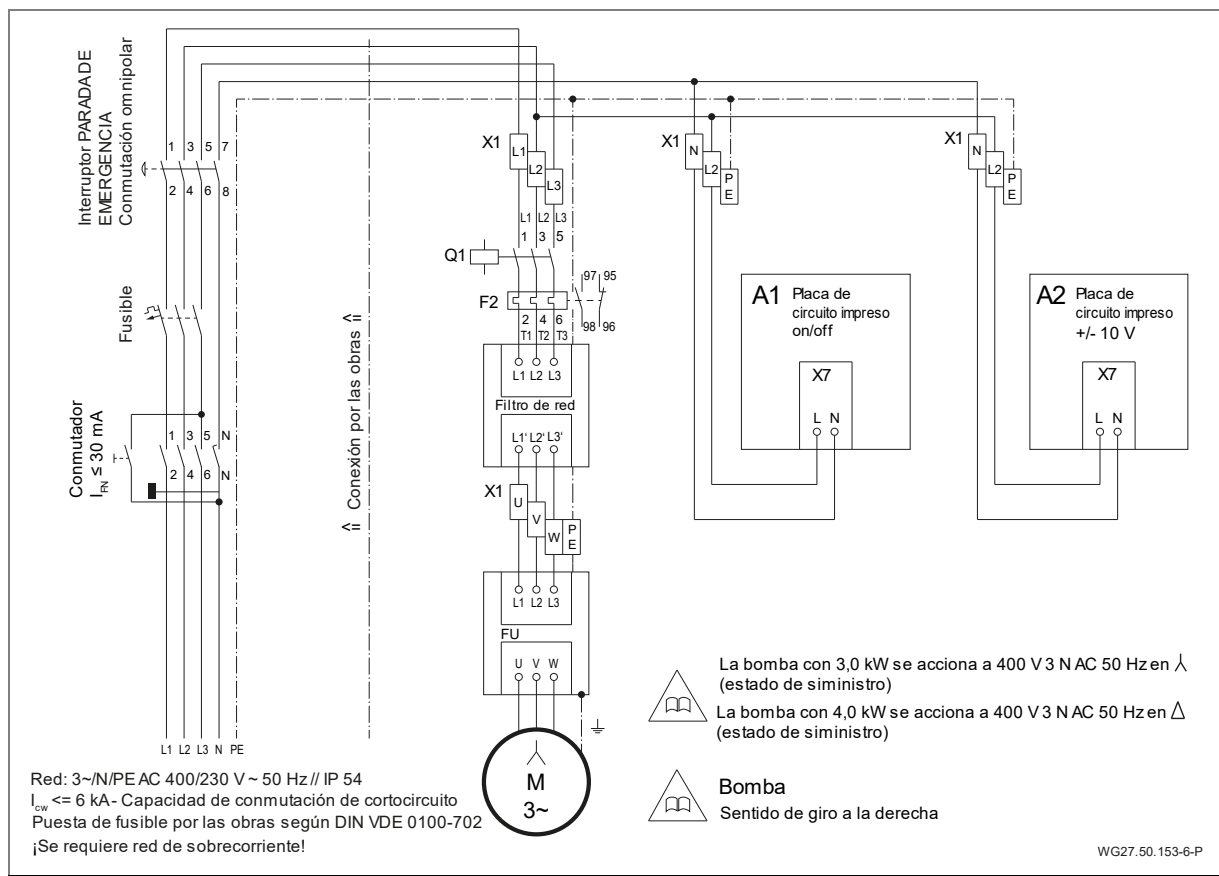 Interruptor PARADA DE
EMERGENCIA
Conmutación omnipolar
1 3 5 7
2 4 6 8
Fusible
Conmutador
I_FN ≤ 30 mA
1 3 5 N
2 4 6 N
L1 L2 L3 N PE
<= Conexión por las obras =>
X1
L1
L2
L3
L1 L2 L3
1 3 5
Q1
97 95
F2
98 96
2 4 6
T1 T2 T3
L1 L2 L3
Filtro de red
L1' L2' L3'
X1
U
V
W
PE
L1 L2 L3
FU
U V W
M
3~
X1
N
L2
PE
A1 Placa de
circuito impreso
on/off
X7
L N
X1
N
L2
PE
A2 Placa de
circuito impreso
+/- 10 V
X7
L N
La bomba con 3,0 kW se acciona a 400 V 3 N AC 50 Hz en
(estado de siministro)
La bomba con 4,0 kW se acciona a 400 V 3 N AC 50 Hz en Δ
(estado de siministro)
Bomba
Sentido de giro a la derecha
Red: 3~/N/PE AC 400/230 V ~ 50 Hz // IP 54
I_cw <= 6 kA - Capacidad de conmutación de cortocircuito
Puesta de fusible por las obras según DIN VDE 0100-702
¡Se requiere red de sobrecorriente!
WG27.50.153-6-P